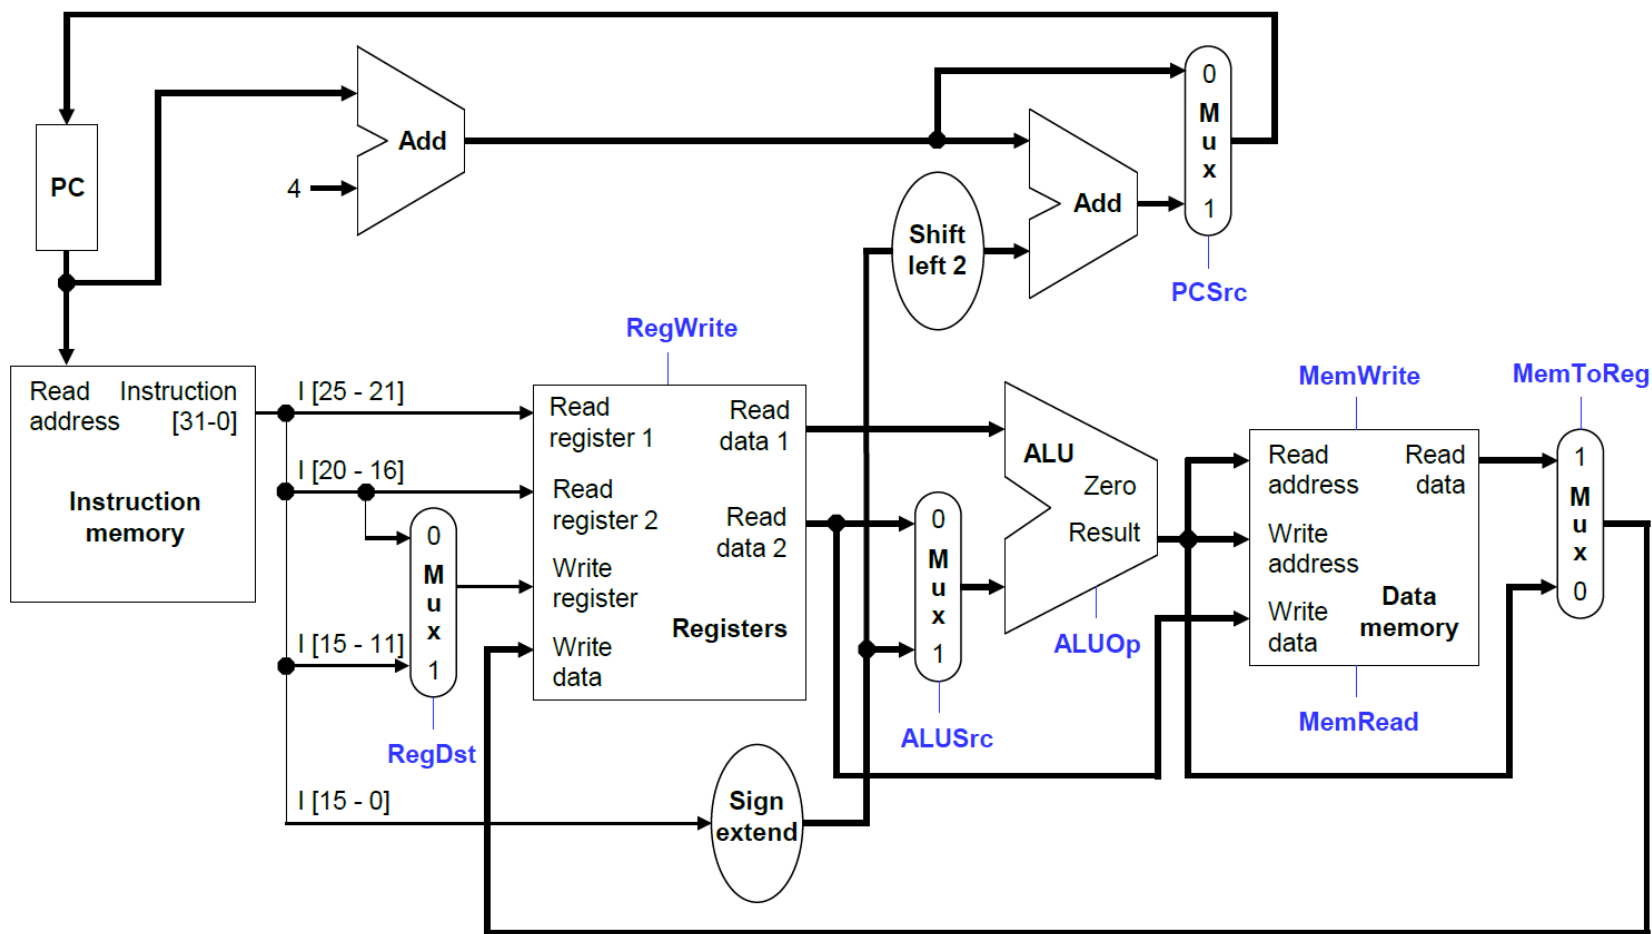 0
M
u
x
1
PCSrc
Add
4
PC
Add
Shift
left 2
RegWrite
Read
address
Instruction
[31-0]
Instruction
memory
I [25 - 21]
I [20 - 16]
I [15 - 11]
I [15 - 0]
0
M
u
x
1
RegDst
Read
register 1
Read
register 2
Write
register
Write
data
Read
data 1
Read
data 2
Registers
Sign
extend
0
M
u
x
1
ALUSrc
ALU
Zero
Result
ALUOp
MemWrite
Read
address
Write
address
Write
data
Read
data
Data
memory
MemRead
MemToReg
1
M
u
x
0